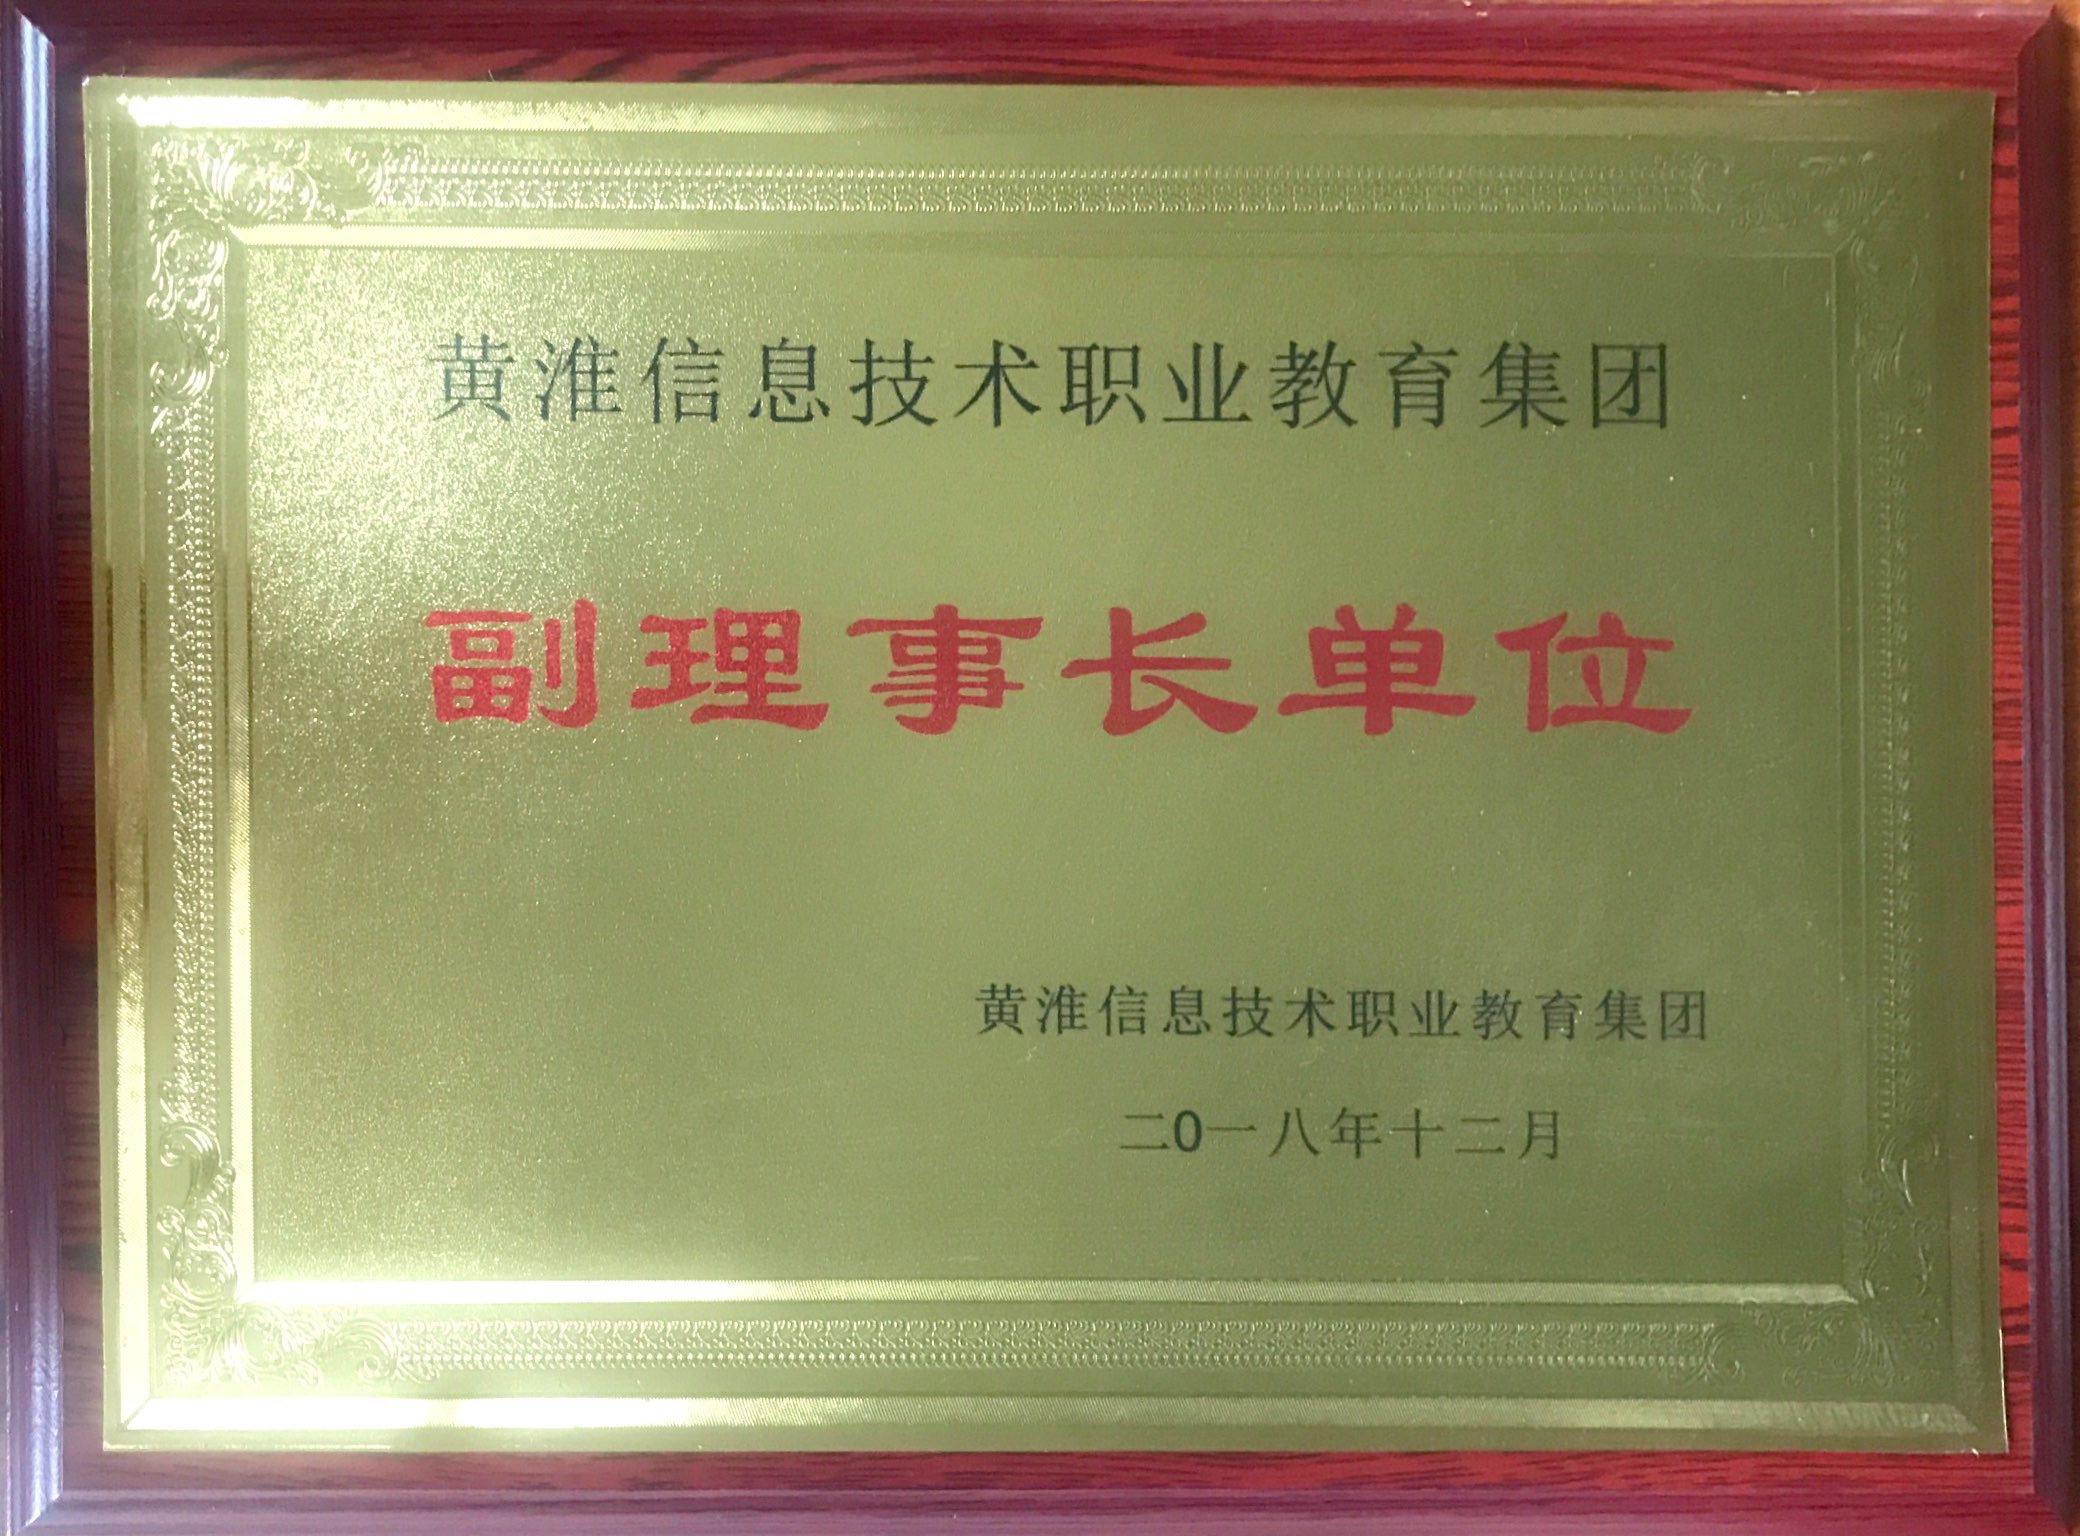 黄淮信息技术职业教育集团
副理事长单位
黄淮信息技术职业教育集团
二0一八年十二月